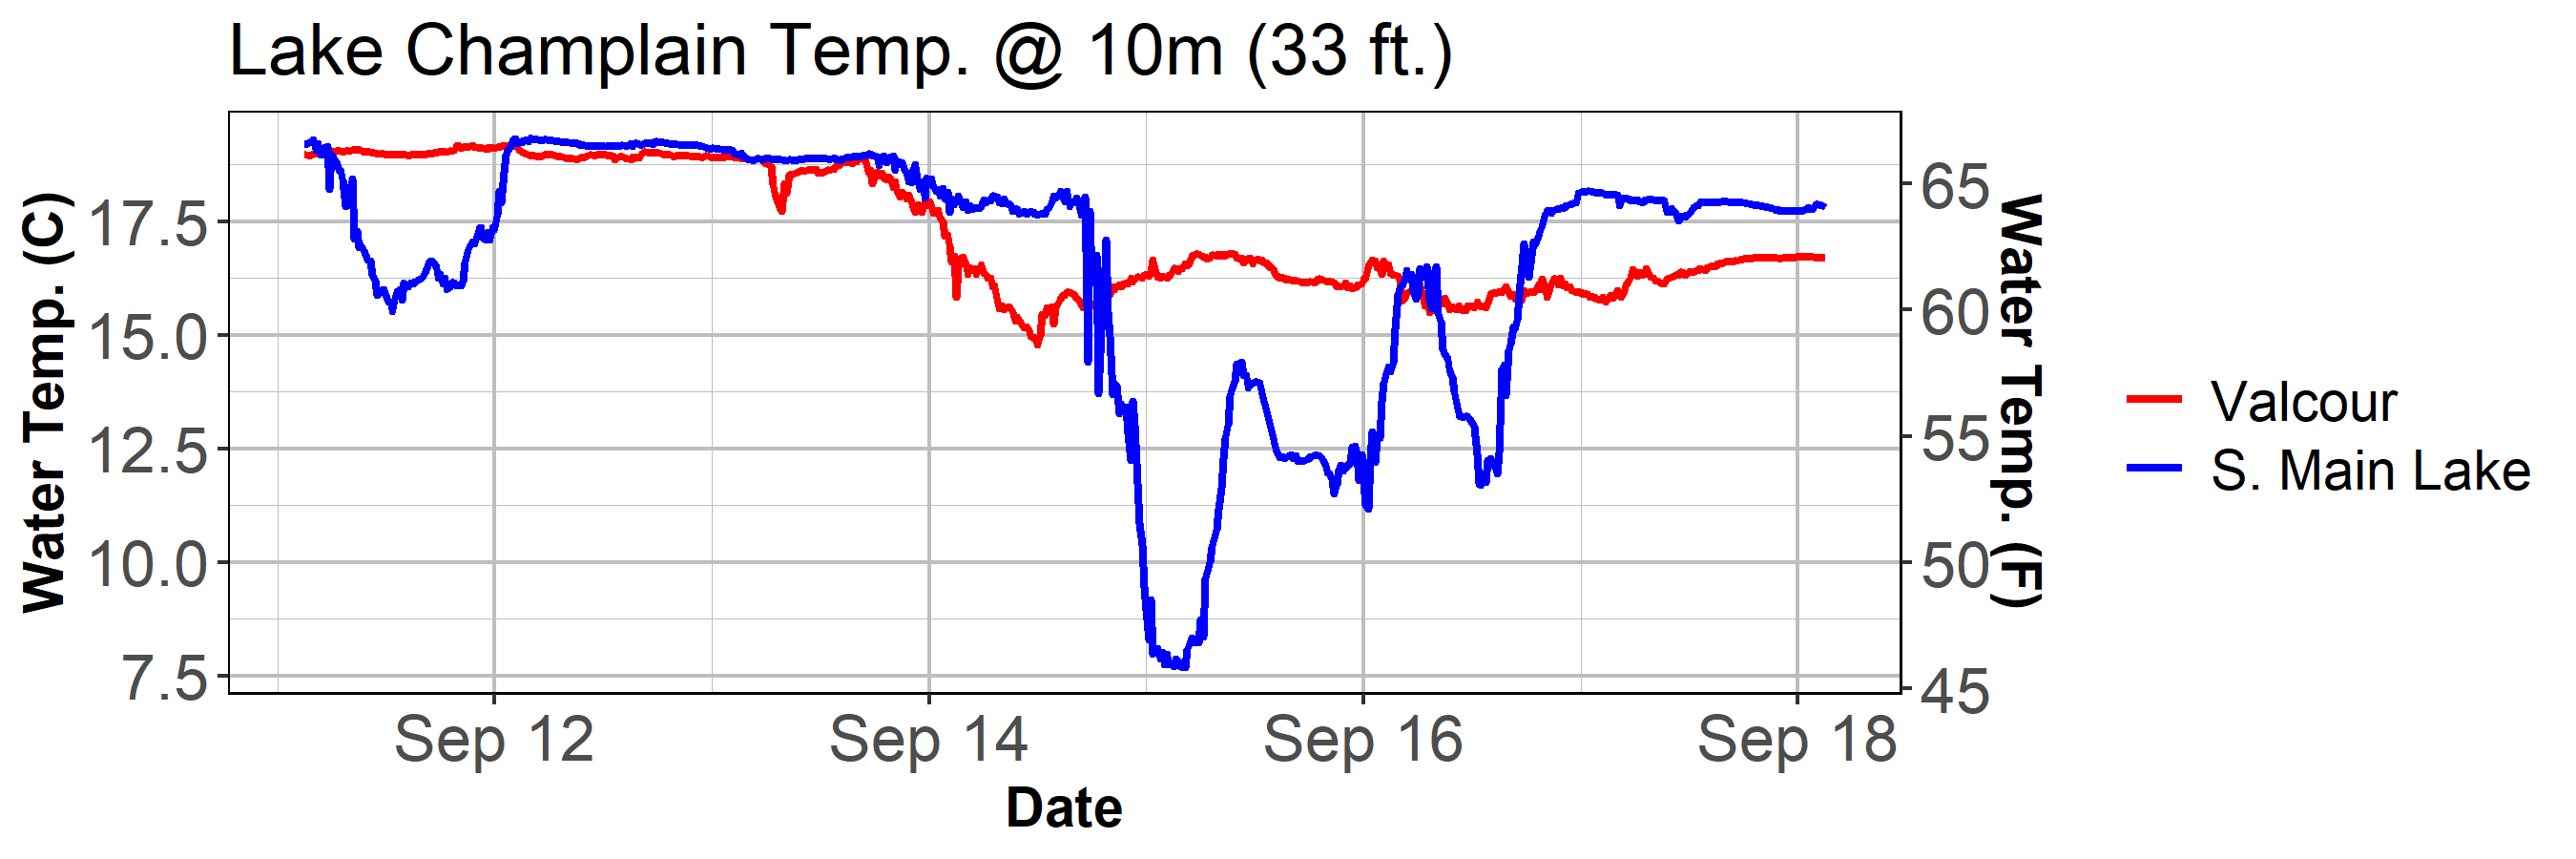 Lake Champlain Temp. @ 10m (33 ft.)
Water Temp. (C)
17.5
15.0
12.5
10.0
7.5
65
60
55
50
45
Water Temp. (F)
Sep 12
Sep 14
Sep 16
Sep 18
Date
Valcour
S. Main Lake